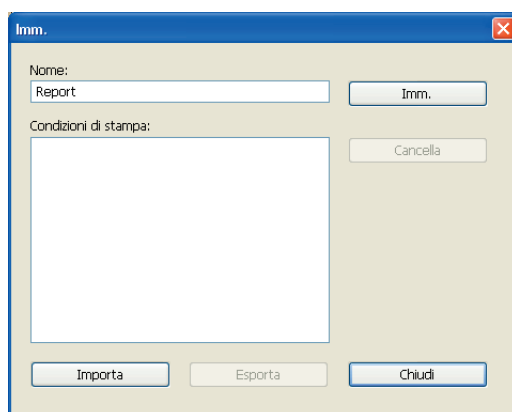 Imm.
Nome:
Report
Imm.
Condizioni di stampa:
Cancella
Importa
Esporta
Chiudi